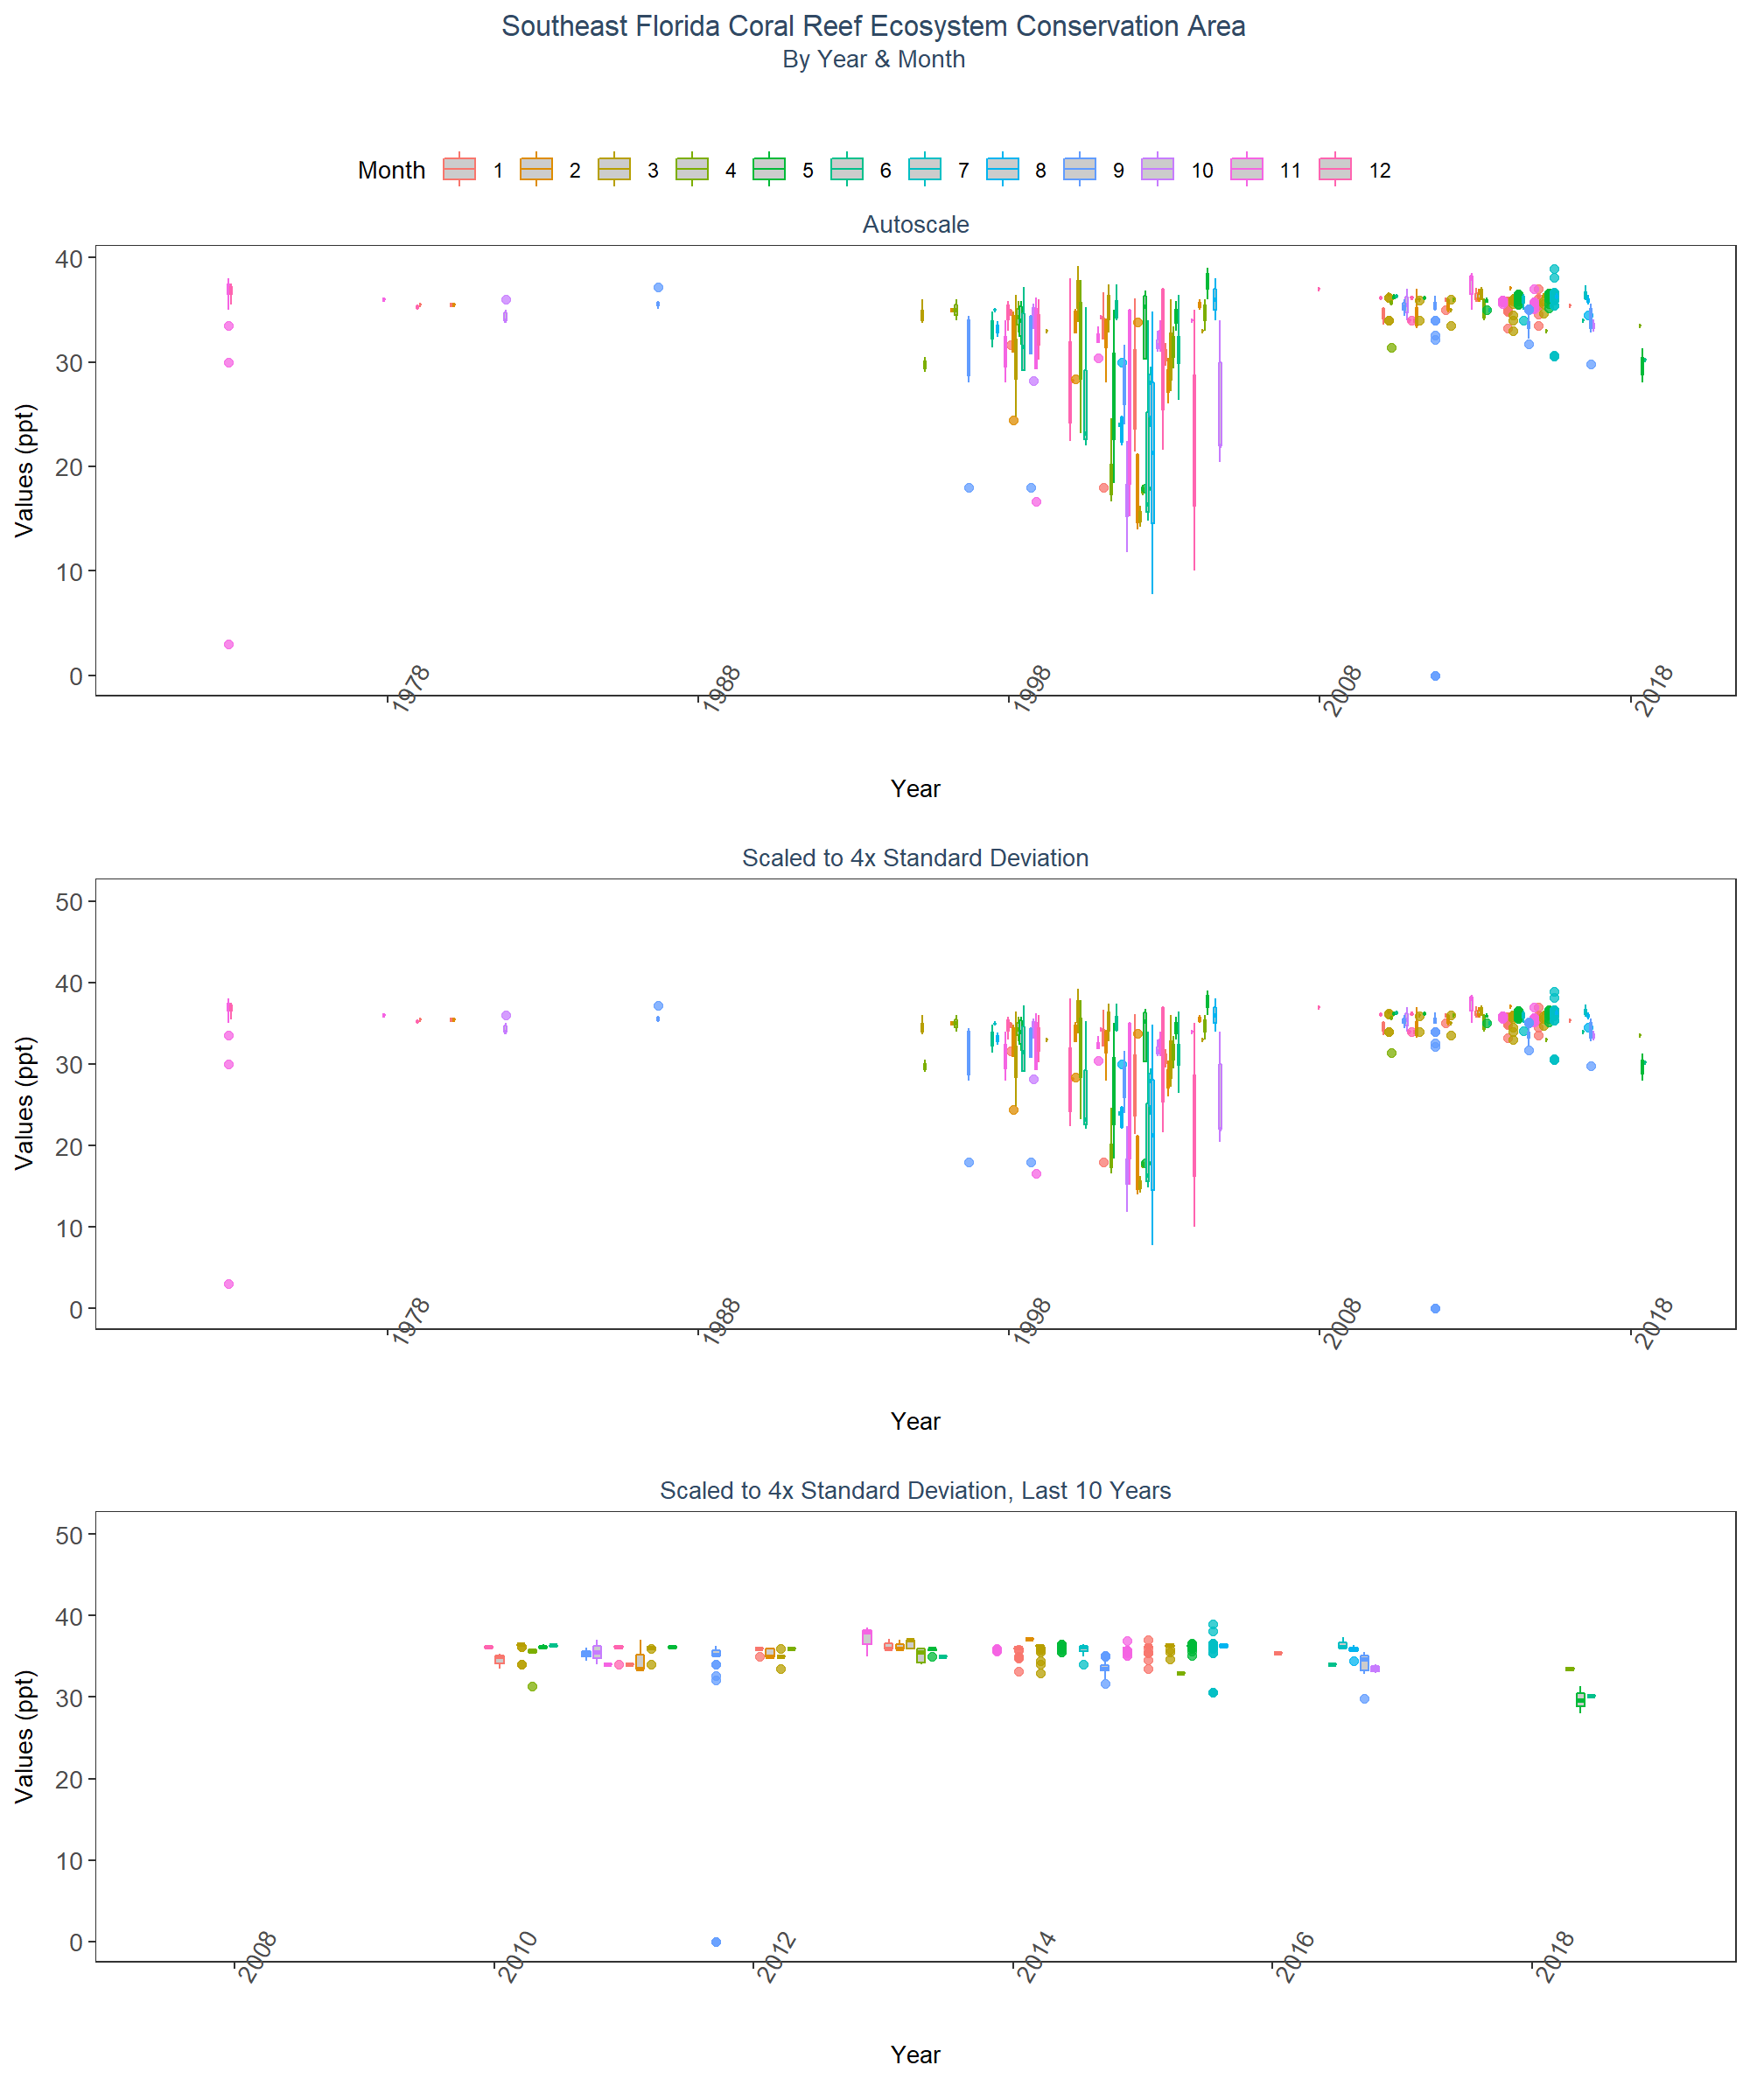 Southeast Florida Coral Reef Ecosystem Conservation Area
By Year & Month
Month 1 2 3 4 5 6 7 8 9 10 11 12
Autoscale
40
30
20
10
0
Values (ppt)
1978 1988 1998 2008 2018
Year
Scaled to 4x Standard Deviation
50
40
30
20
10
0
Values (ppt)
1978 1988 1998 2008 2018
Year
Scaled to 4x Standard Deviation, Last 10 Years
50
40
30
20
10
0
Values (ppt)
2008 2010 2012 2014 2016 2018
Year